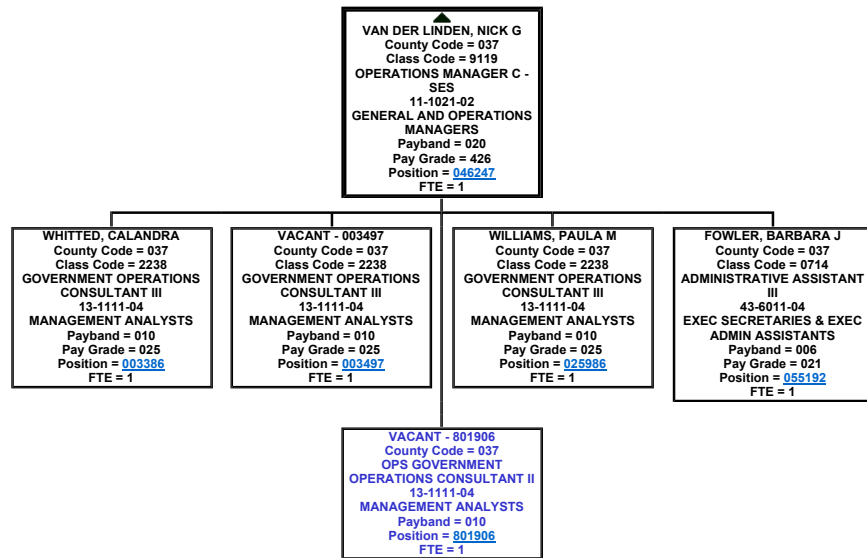 VAN DER LINDEN, NICK G
County Code = 037
Class Code = 9119
OPERATIONS MANAGER C -
SES
11-1021-02
GENERAL AND OPERATIONS
MANAGERS
Payband = 020
Pay Grade = 426
Position = 046247
FTE = 1
WHITTED, CALANDRA
County Code = 037
Class Code = 2238
GOVERNMENT OPERATIONS
CONSULTANT III
13-1111-04
MANAGEMENT ANALYSTS
Payband = 010
Pay Grade = 025
Position = 003386
FTE = 1
VACANT - 003497
County Code = 037
Class Code = 2238
GOVERNMENT OPERATIONS
CONSULTANT III
13-1111-04
MANAGEMENT ANALYSTS
Payband = 010
Pay Grade = 025
Position = 003497
FTE = 1
WILLIAMS, PAULA M
County Code = 037
Class Code = 2238
GOVERNMENT OPERATIONS
CONSULTANT III
13-1111-04
MANAGEMENT ANALYSTS
Payband = 010
Pay Grade = 025
Position = 025986
FTE = 1
FOWLER, BARBARA J
County Code = 037
Class Code = 0714
ADMINISTRATIVE ASSISTANT
III
43-6011-04
EXEC SECRETARIES & EXEC
ADMIN ASSISTANTS
Payband = 006
Pay Grade = 021
Position = 055192
FTE = 1
VACANT - 801906
County Code = 037
OPS GOVERNMENT
OPERATIONS CONSULTANT II
13-1111-04
MANAGEMENT ANALYSTS
Payband = 010
Position = 801906
FTE = 1